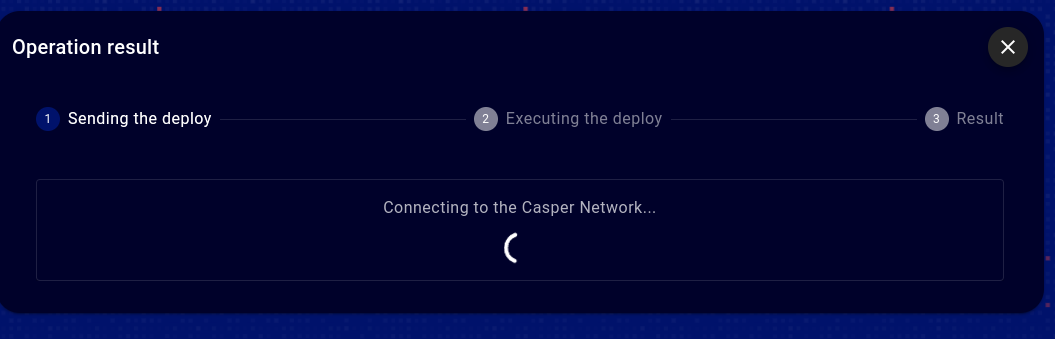 Operation result
1 Sending the deploy 2 Executing the deploy 3 Result
Connecting to the Casper Network...